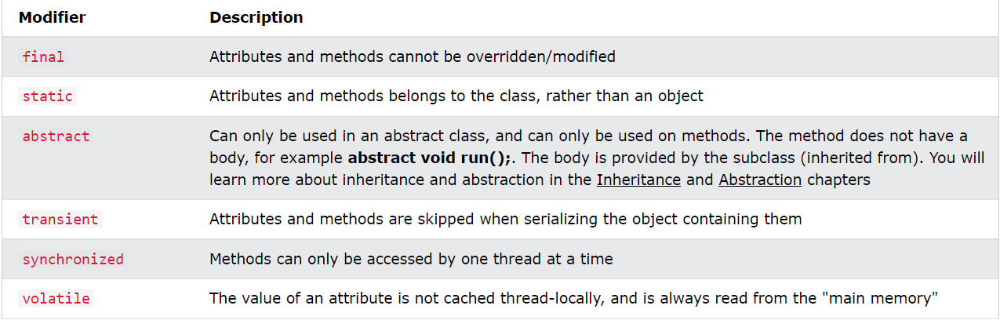 Modifier Description
final Attributes and methods cannot be overridden/modified
static Attributes and methods belongs to the class, rather than an object
abstract Can only be used in an abstract class, and can only be used on methods. The method does not have a
body, for example abstract void run();. The body is provided by the subclass (inherited from). You will
learn more about inheritance and abstraction in the Inheritance and Abstraction chapters
transient Attributes and methods are skipped when serializing the object containing them
synchronized Methods can only be accessed by one thread at a time
volatile The value of an attribute is not cached thread-locally, and is always read from the "main memory"